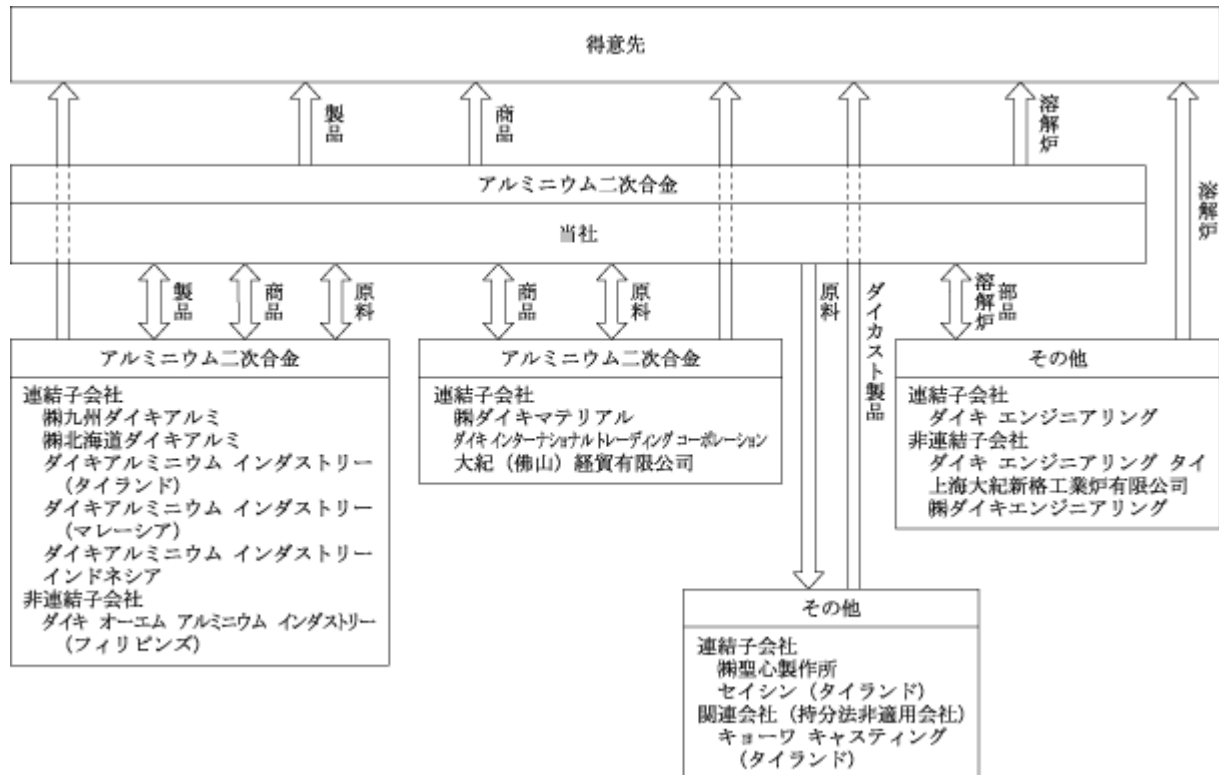 得意先
製品
商品
溶解炉
溶解炉
アルミニウム二次合金
当社
製品
商品
原料
商品
原料
原料
ダイカスト製品
溶解炉
部品
アルミニウム二次合金
連結子会社
㈱九州ダイキアルミ
㈱北海道ダイキアルミ
ダイキアルミニウム インダストリー
(タイランド)
ダイキアルミニウム インダストリー
(マレーシア)
ダイキアルミニウム インダストリー
インドネシア
非連結子会社
ダイキ オーエム アルミニウム インダストリー
(フィリピンズ)
アルミニウム二次合金
連結子会社
㈱ダイキマテリアル
ダイキ インターナショナル トレーディング コーポレーション
大紀（佛山）経貿有限公司
その他
連結子会社
ダイキ エンジニアリング
非連結子会社
ダイキ エンジニアリング タイ
上海大紀新格工業炉有限公司
㈱ダイキエンジニアリング
その他
連結子会社
㈱聖心製作所
セイシン（タイランド）
関連会社（持分法非適用会社）
キョーワ キャスティング
（タイランド）